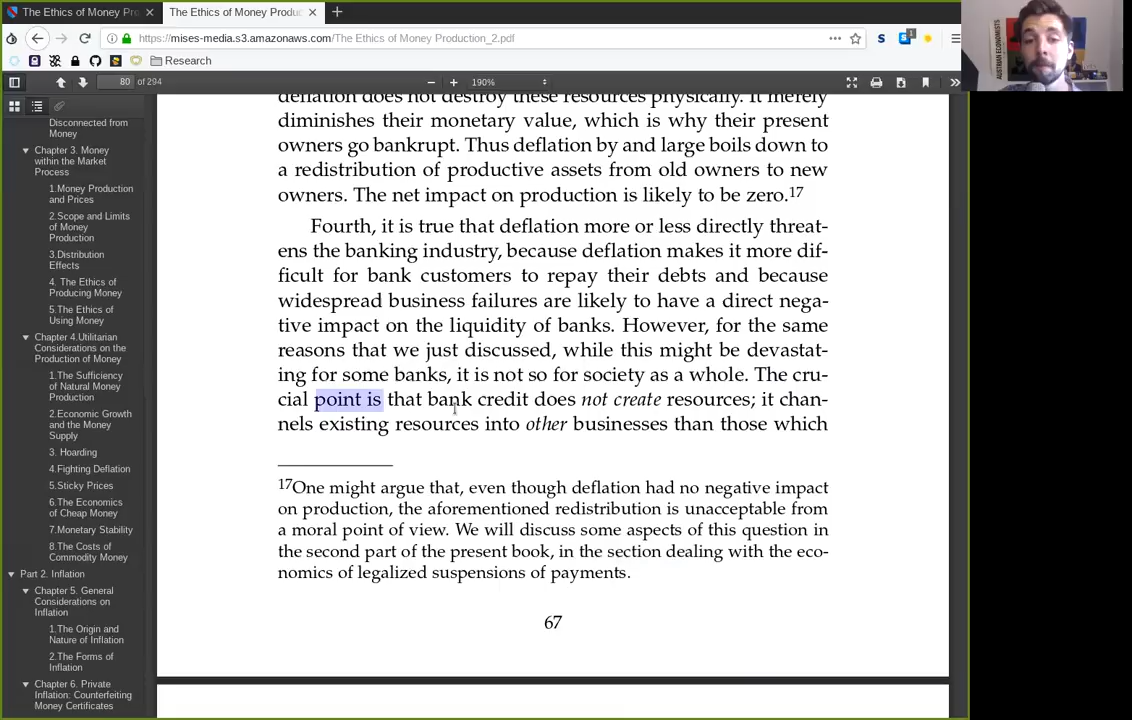 The Ethics of Money Pro
The Ethics of Money Produc
https://mises-media.s3.amazonaws.com/The Ethics of Money Production_2.pdf
Research
80 of 294
190%
Disconnected from
Money
Chapter 3. Money
within the Market
Process
1.Money Production
and Prices
2.Scope and Limits
of Money
Production
3.Distribution
Effects
4. The Ethics of
Producing Money
5.The Ethics of
Using Money
Chapter 4.Utilitarian
Considerations on the
Production of Money
1.The Sufficiency
of Natural Money
Production
2.Economic Growth
and the Money
Supply
3. Hoarding
4.Fighting Deflation
5.Sticky Prices
6.The Economics
of Cheap Money
7.Monetary Stability
8.The Costs of
Commodity Money
Part 2. Inflation
Chapter 5. General
Considerations on
Inflation
1.The Origin and
Nature of Inflation
2.The Forms of
Inflation
Chapter 6. Private
Inflation: Counterfeiting
Money Certificates
deflation does not destroy these resources physically. It merely
diminishes their monetary value, which is why their present
owners go bankrupt. Thus deflation by and large boils down to
a redistribution of productive assets from old owners to new
owners. The net impact on production is likely to be zero.17
Fourth, it is true that deflation more or less directly threat-
ens the banking industry, because deflation makes it more dif-
ficult for bank customers to repay their debts and because
widespread business failures are likely to have a direct nega-
tive impact on the liquidity of banks. However, for the same
reasons that we just discussed, while this might be devastat-
ing for some banks, it is not so for society as a whole. The cru-
cial point is that bank credit does not create resources; it chan-
nels existing resources into other businesses than those which
17One might argue that, even though deflation had no negative impact
on production, the aforementioned redistribution is unacceptable from
a moral point of view. We will discuss some aspects of this question in
the second part of the present book, in the section dealing with the eco-
nomics of legalized suspensions of payments.
67
AUSTRIAN ECONOMISTS